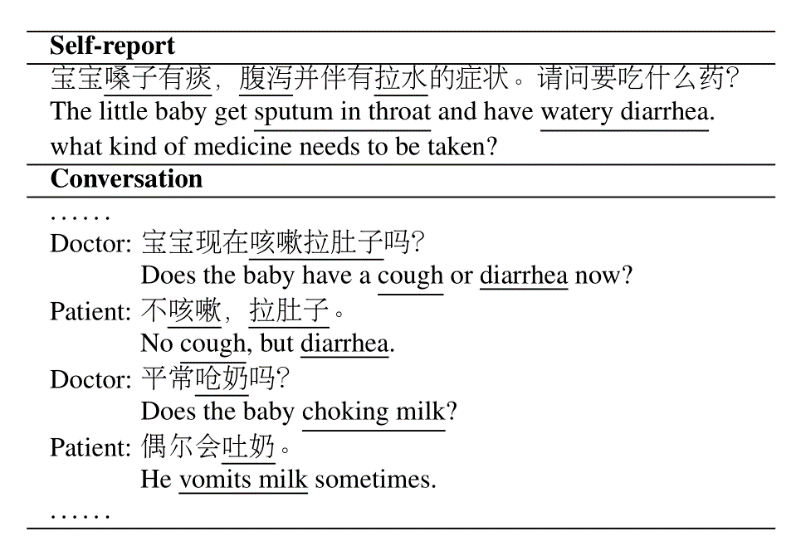 Self-report
宝宝嗓子有痰，腹泻并伴有拉水的症状。请问要吃什么药？
The little baby get sputum in throat and have watery diarrhea.
what kind of medicine needs to be taken?
Conversation
......
Doctor: 宝宝现在咳嗽拉肚子吗？
Does the baby have a cough or diarrhea now?
Patient: 不咳嗽，拉肚子。
No cough, but diarrhea.
Doctor: 平常呛奶吗？
Does the baby choking milk?
Patient: 偶尔会吐奶。
He vomits milk sometimes.
......